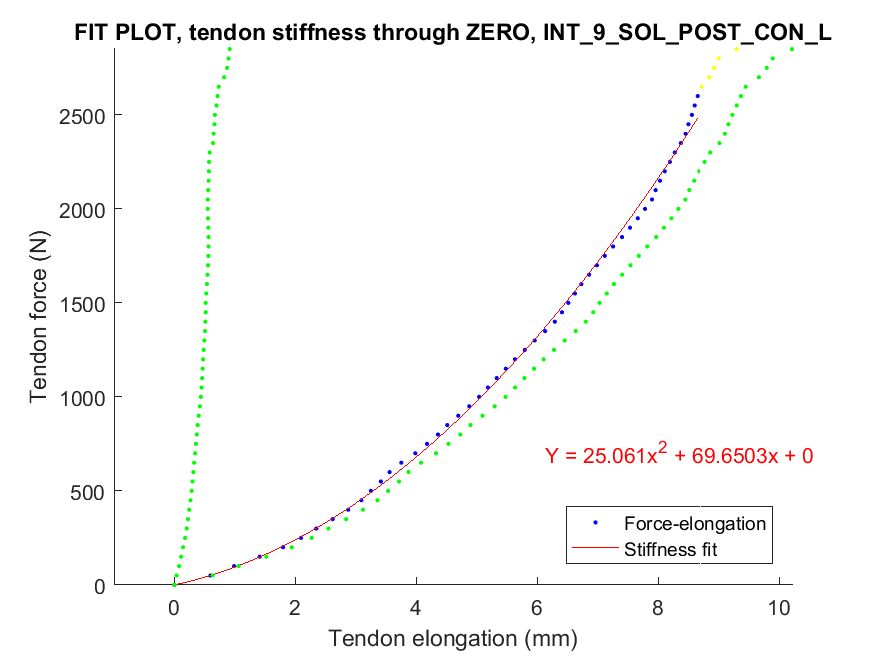 FIT PLOT, tendon stiffness through ZERO, INT_9_SOL_POST_CON_L
2500
2000
1500
1000
500
0
Tendon force (N)
Y = 25.061x² + 69.6503x + 0
Force-elongation
Stiffness fit
0 2 4 6 8 10
Tendon elongation (mm)